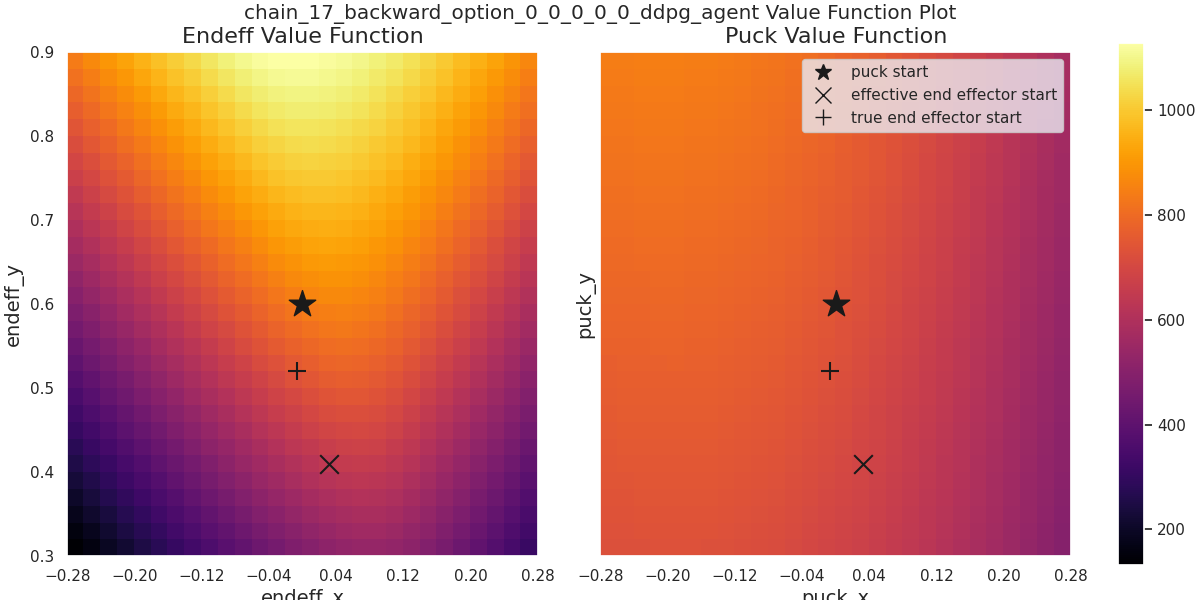 chain_17_backward_option_0_0_0_0_0_ddpg_agent Value Function Plot
Endeff Value Function
Puck Value Function
puck start
effective end effector start
true end effector start
endeff_y
0.9
0.8
0.7
0.6
0.5
0.4
0.3
−0.28 −0.20 −0.12 −0.04 0.04 0.12 0.20 0.28
endeff_x
puck_y
−0.28 −0.20 −0.12 −0.04 0.04 0.12 0.20 0.28
puck_x
1000
800
600
400
200